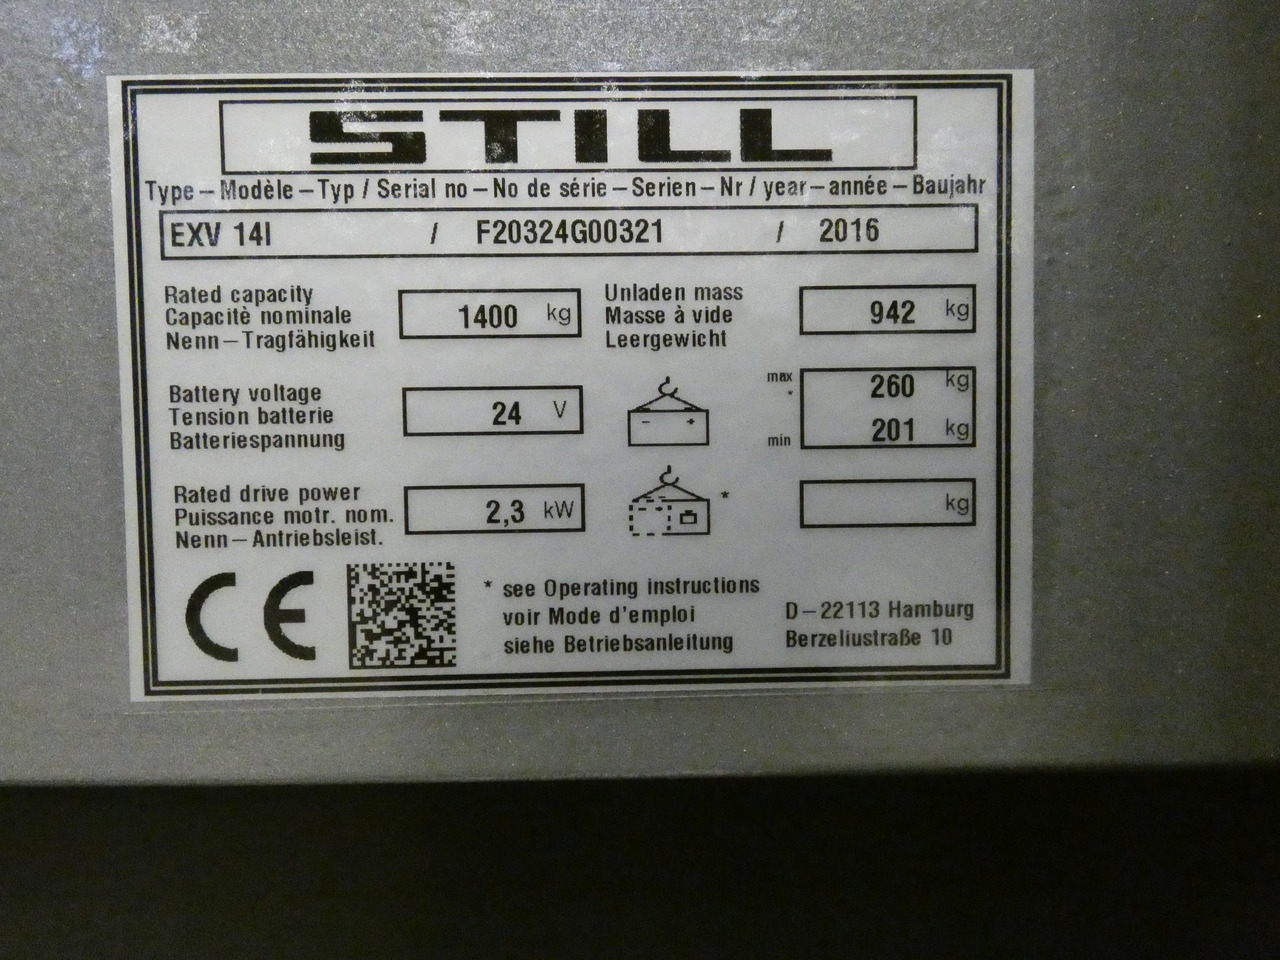 STILL
Type – Modèle – Typ / Serial no – No de série – Serien – Nr / year – année – Baujahr
EXV 14I / F20324G00321 / 2016
Rated capacity
Capacitè nominale
Nenn – Tragfähigkeit
1400 kg
Unladen mass
Masse à vide
Leergewicht
942 kg
Battery voltage
Tension batterie
Batteriespannung
24 V
- +
max
*
260 kg
min
201 kg
Rated drive power
Puissance motr. nom.
Nenn – Antriebsleist.
2,3 kW
*
kg
CE
* see Operating instructions
voir Mode d'emploi
siehe Betriebsanleitung
D – 22113 Hamburg
Berzeliustraße 10